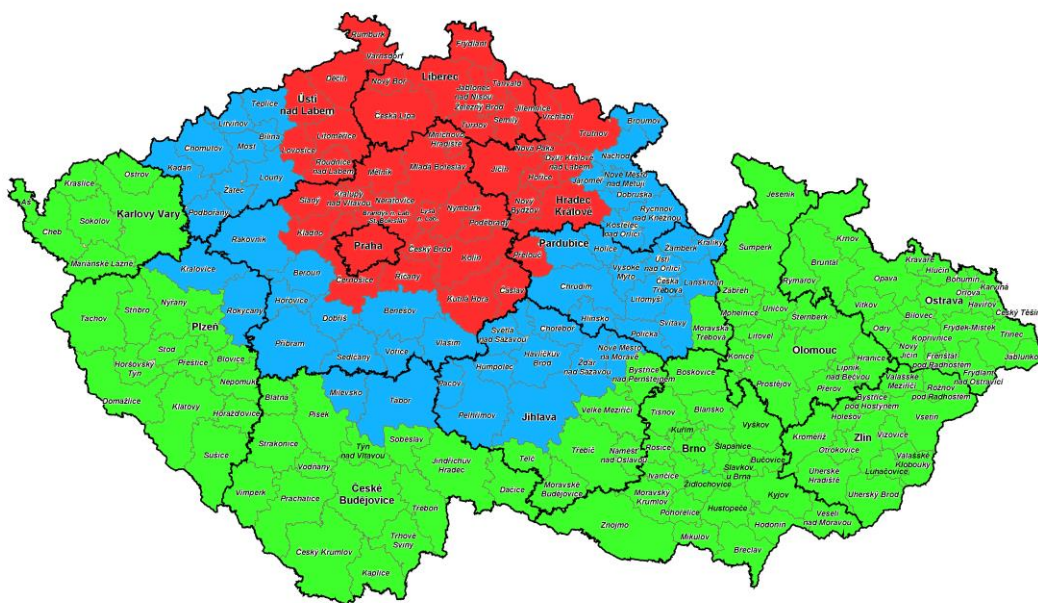 Rumburk
Varnsdorf
Děčín
Ústí
nad Labem
Litoměřice
Lovosice
Roudnice
nad Labem
Frýdlant
Liberec
Nový Bor
Jablonec
nad Nisou
Tanvald
Železný Brod
Česká Lípa
Turnov
Semily
Jilemnice
Vrchlabí
Trutnov
Mnichovo
Hradiště
Nová Paka
Dvůr Králové
nad Labem
Jičín
Hořice
Jaroměř
Nový
Bydžov
Hradec
Králové
Teplice
Litvínov
Bílina
Most
Chomutov
Kadaň
Louny
Žatec
Podbořany
Broumov
Náchod
Nové Město
nad Metují
Dobruška
Rychnov
nad Kněžnou
Kostelec
nad Orlicí
Mělník
Mladá Boleslav
Slaný
Kralupy
nad Vltavou
Neratovice
Brandýs n. Lab.
Lysá
Nymburk
Poděbrady
Kladno
Praha
Český Brod
Kolín
Černošice
Říčany
Kutná Hora
Čáslav
Rakovník
Beroun
Hořovice
Dobříš
Benešov
Příbram
Sedlčany
Votice
Vlašim
Kraslice
Ostrov
Aš
Sokolov
Karlovy Vary
Cheb
Mariánské Lázně
Kralovice
Nýřany
Rokycany
Stříbro
Tachov
Plzeň
Stod
Přeštice
Blovice
Horšovský
Týn
Nepomuk
Domažlice
Klatovy
Horažďovice
Sušice
Pardubice
Přelouč
Holice
Žamberk
Králíky
Ústí
nad Orlicí
Vysoké
Mýto
Česká
Třebová
Lanškroun
Chrudim
Litomyšl
Hlinsko
Polička
Svitavy
Moravská
Třebová
Světlá
nad Sázavou
Chotěboř
Havlíčkův
Brod
Humpolec
Žďár
nad Sázavou
Nové Město
na Moravě
Bystřice
nad Pernštejnem
Pacov
Pelhřimov
Jihlava
Velké Meziříčí
Třebíč
Náměšť
nad Oslavou
Telč
Moravské
Budějovice
Blatná
Milevsko
Tábor
Písek
Soběslav
Strakonice
Týn
nad Vltavou
Vodňany
Jindřichův
Hradec
Vimperk
Prachatice
České
Budějovice
Dačice
Třeboň
Trhové
Sviny
Český Krumlov
Kaplice
Boskovice
Tišnov
Blansko
Kuřim
Vyškov
Rosice
Brno
Šlapanice
Bučovice
Slavkov
u Brna
Ivančice
Židlochovice
Moravský
Krumlov
Pohořelice
Hustopeče
Kyjov
Znojmo
Mikulov
Hodonín
Veselí
nad Moravou
Břeclav
Jeseník
Šumperk
Zábřeh
Mohelnice
Uničov
Šternberk
Litovel
Konice
Olomouc
Lipník
nad Bečvou
Hranice
Prostějov
Přerov
Krnov
Bruntál
Rýmařov
Opava
Kravaře
Hlučín
Bohumín
Orlová
Karviná
Ostrava
Havířov
Český Těšín
Vítkov
Bílovec
Odry
Frýdek-Místek
Třinec
Kopřivnice
Nový
Jičín
Frenštát
pod Radhoštěm
Jablunkov
Frýdlant
nad Ostravicí
Valašské
Meziříčí
Rožnov
pod Radhoštěm
Bystřice
pod Hostýnem
Holešov
Vsetín
Kroměříž
Zlín
Vizovice
Otrokovice
Valašské
Klobouky
Luhačovice
Uherské
Hradiště
Uherský Brod